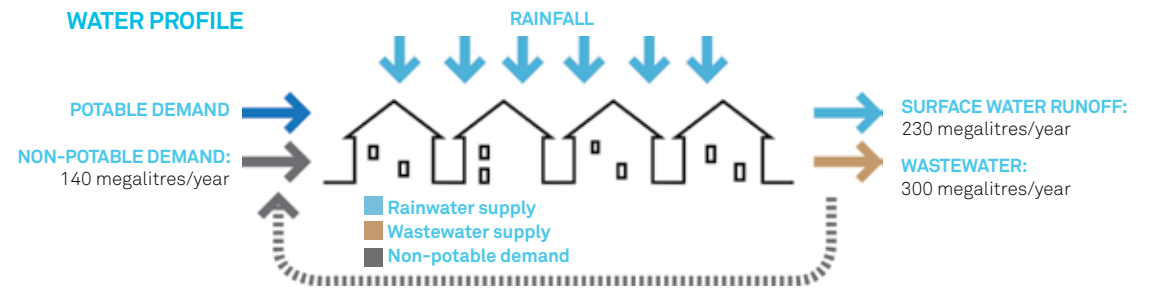 WATER PROFILE
RAINFALL
POTABLE DEMAND
NON-POTABLE DEMAND:
140 megalitres/year
SURFACE WATER RUNOFF:
230 megalitres/year
WASTEWATER:
300 megalitres/year
Rainwater supply
Wastewater supply
Non-potable demand